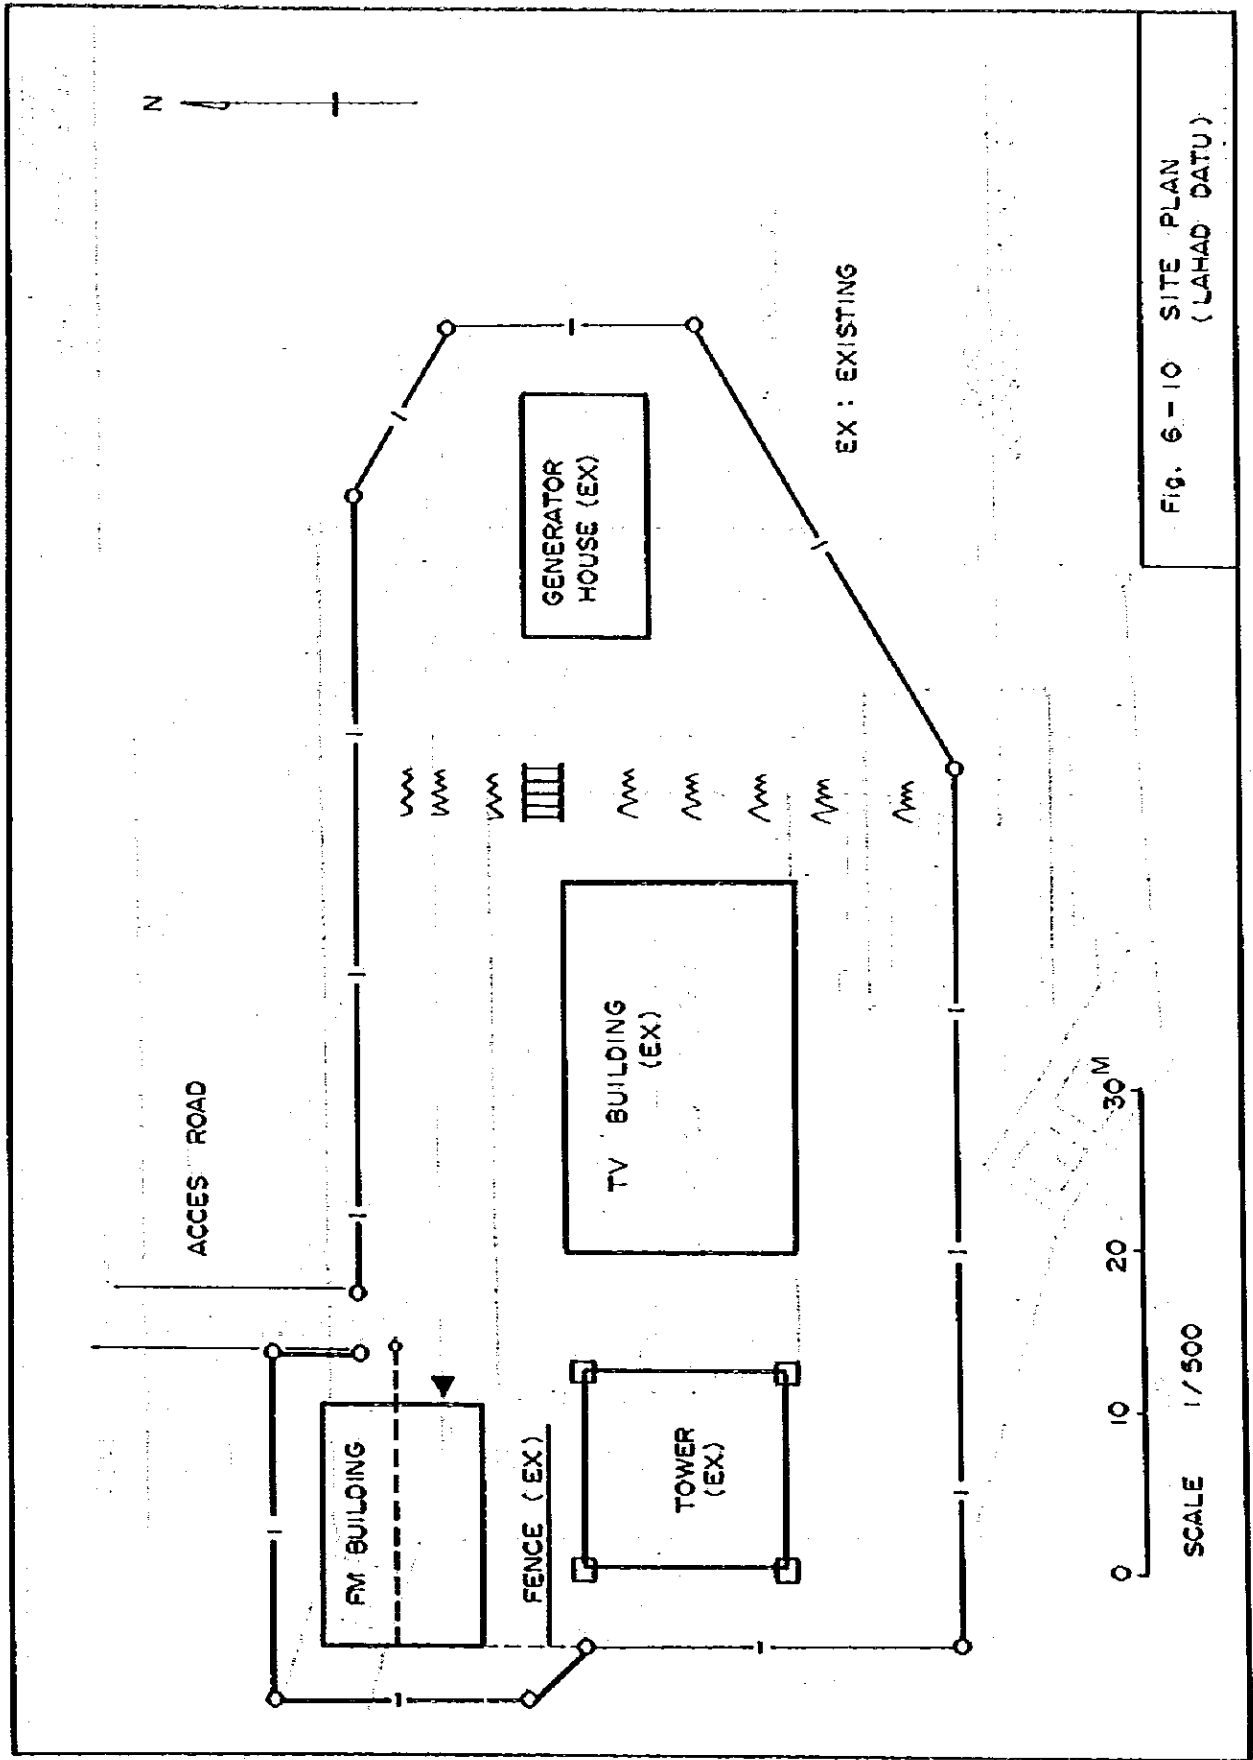 N
ACCES ROAD
FM BUILDING
FENCE (EX)
TOWER
(EX.)
TV BUILDING
(EX.)
GENERATOR
HOUSE (EX)
EX : EXISTING
0 10 20 30 M
SCALE 1/500
Fig. 6-10 SITE PLAN
(LAHAD DATU)